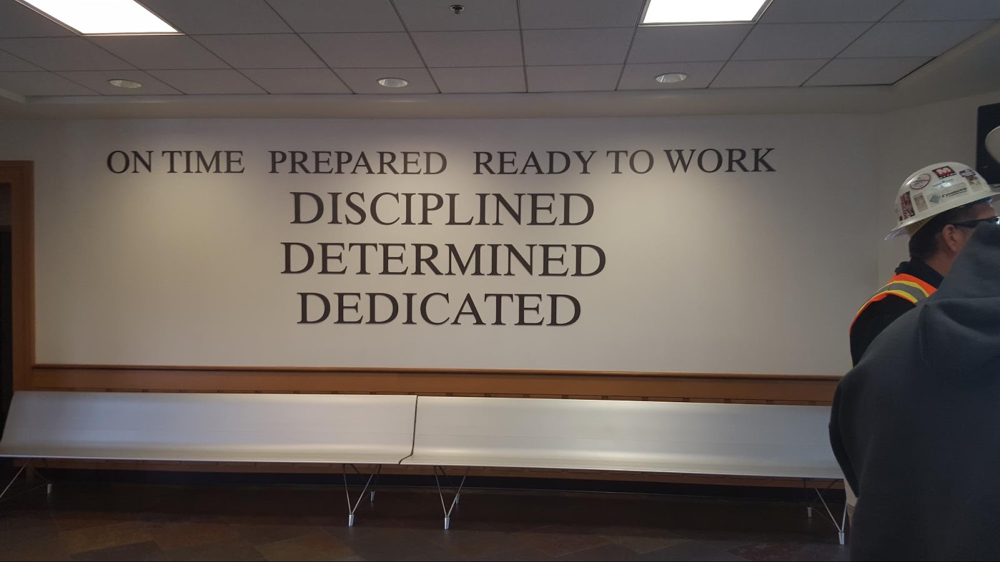 ON TIME PREPARED READY TO WORK
DISCIPLINED
DETERMINED
DEDICATED
M